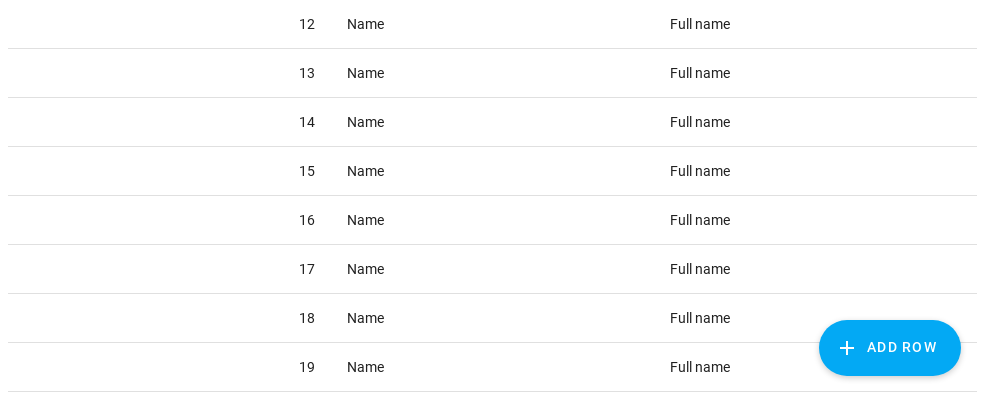 12 Name Full name
13 Name Full name
14 Name Full name
15 Name Full name
16 Name Full name
17 Name Full name
18 Name Full name
ADD ROW
19 Name Full name